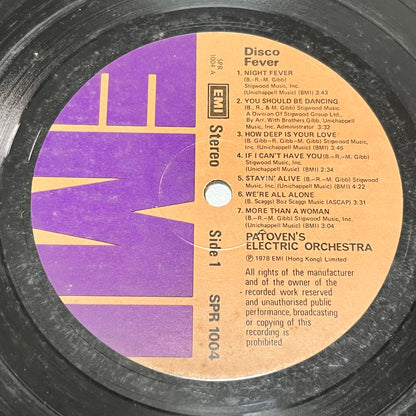 Disco
Fever
SPR
1004 A
EMI
Stereo
Side 1
SPR 1004
1. NIGHT FEVER
(B.-R.-M. Gibb)
Stigwood Music, Inc.
(Unichappell Music) (BMI) 3:43
2. YOU SHOULD BE DANCING
(B., R., & M. Gibb) Stigwood Music, Inc.
A Division Of Stigwood Group Ltd.,
By Arr. With Brothers Gibb. Unichappell
Music, Inc. Administrator 3:32
3. HOW DEEP IS YOUR LOVE
(B. Gibb-R. Gibb-M. Gibb) Stigwood Music, Inc.
(Unichappell Music) (BMI) 3:45
4. IF I CAN'T HAVE YOU (B.-R.-M. Gibb)
Stigwood Music, Inc. (Unichappell Music)
(BMI) 2:34
5. STAYIN' ALIVE (B.-R.-M. Gibb) Stigwood
Music, Inc. (Unichappell Music) (BMI) 4:22
6. WE'RE ALL ALONE
(B. Scaggs) Boz Scaggs Music (ASCAP) 3:31
7. MORE THAN A WOMAN
(B.-R.-M. Gibb) Stigwood Music, Inc.
(Unichappell Music) (BMI)
PATOVEN'S
ELECTRIC ORCHESTRA
℗ 1978 EMI (Hong Kong) Limited
All rights of the manufacturer
and of the owner of the
recorded work reserved
and unauthorised public
performance, broadcasting
or copying of this
recording is
prohibited
EMI